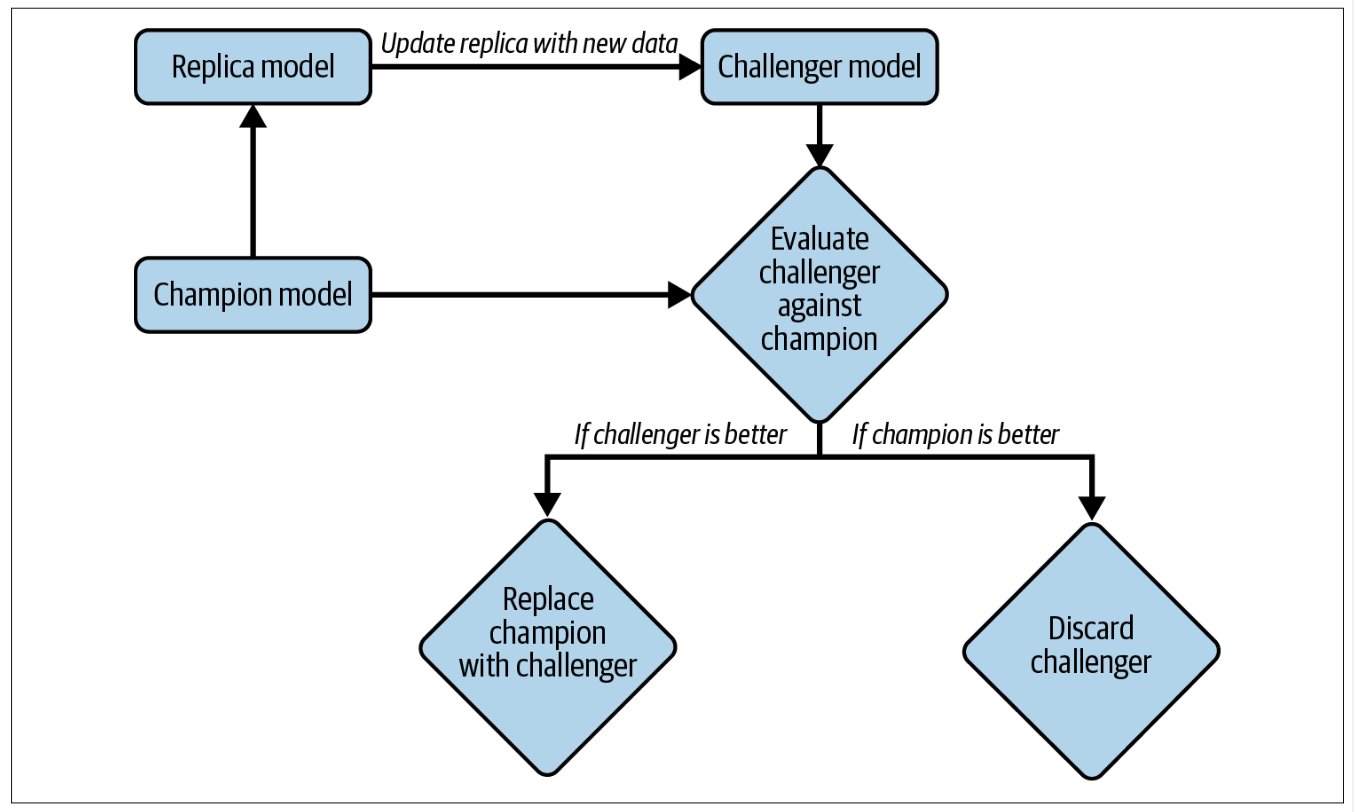 Replica model
Update replica with new data
Challenger model
Champion model
Evaluate
challenger
against
champion
If challenger is better
If champion is better
Replace
champion
with challenger
Discard
challenger